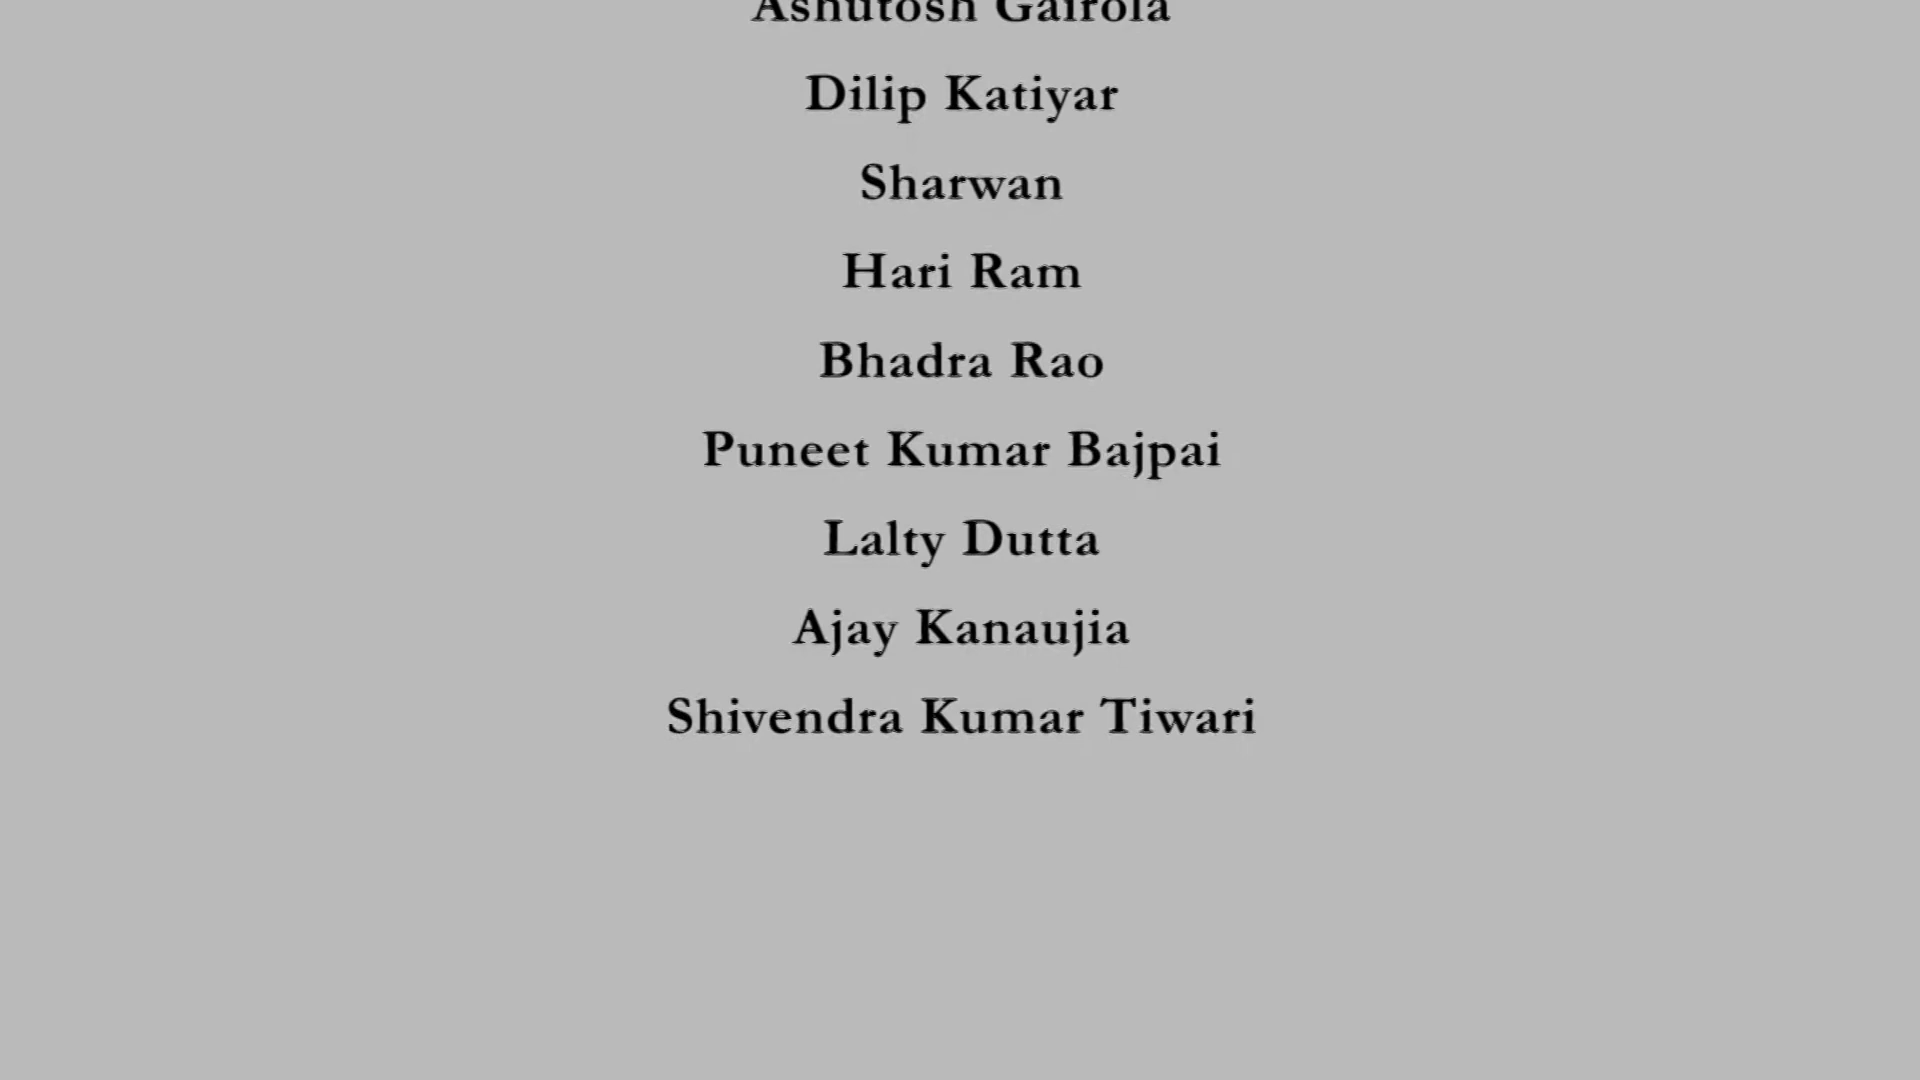 Ashutosh Gairola
Dilip Katiyar
Sharwan
Hari Ram
Bhadra Rao
Puneet Kumar Bajpai
Lalty Dutta
Ajay Kanaujia
Shivendra Kumar Tiwari